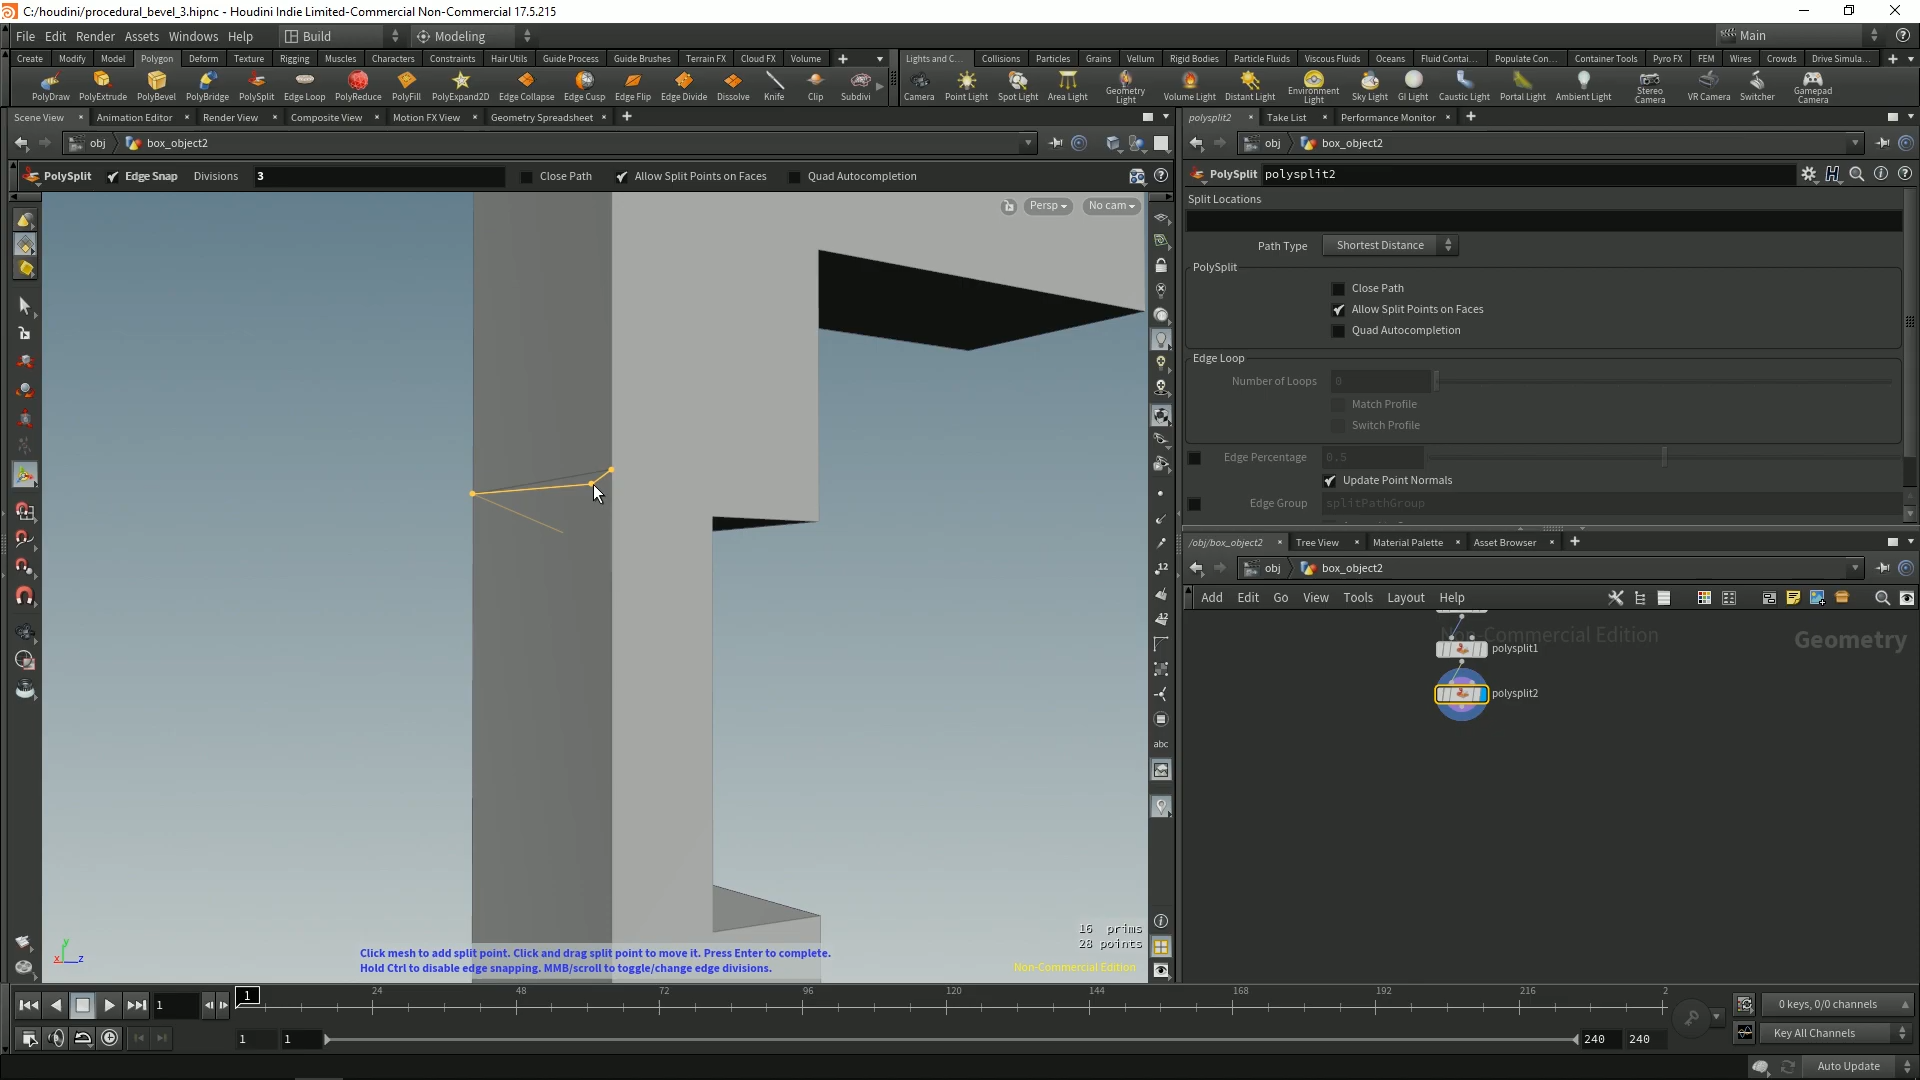 C:/houdini/procedural_bevel_3.hipnc - Houdini Indie Limited-Commercial Non-Commercial 17.5.215
File Edit Render Assets Windows Help Build Modeling Main
Create Modify Model Polygon Deform Texture Rigging Muscles Characters Constraints Hair Utils Guide Process Guide Brushes Terrain FX Cloud FX Volume
Lights and C... Collisions Particles Grains Vellum Rigid Bodies Particle Fluids Viscous Fluids Oceans Fluid Contai... Populate Con... Container Tools Pyro FX FEM Wires Crowds Drive Simula...
PolyDraw PolyExtrude PolyBevel PolyBridge PolySplit Edge Loop PolyReduce PolyFill PolyExpand2D Edge Collapse Edge Cusp Edge Flip Edge Divide Dissolve Knife Clip Subdivi
Camera Point Light Spot Light Area Light Geometry Light Volume Light Distant Light Environment Light Sky Light GI Light Caustic Light Portal Light Ambient Light Stereo Camera VR Camera Switcher Gamepad Camera
Scene View Animation Editor Render View Composite View Motion FX View Geometry Spreadsheet
obj box_object2
PolySplit Edge Snap Divisions 3 Close Path Allow Split Points on Faces Quad Autocompletion
Persp No cam
12
12
abc
16 prims
28 points
Non-Commercial Edition
Click mesh to add split point. Click and drag split point to move it. Press Enter to complete.
Hold Ctrl to disable edge snapping. MMB/scroll to toggle/change edge divisions.
y
x z
polysplit2 Take List Performance Monitor
obj box_object2
PolySplit polysplit2
Split Locations
Path Type Shortest Distance
PolySplit
Close Path
Allow Split Points on Faces
Quad Autocompletion
Edge Loop
Number of Loops 0
Match Profile
Switch Profile
Edge Percentage 0.5
Update Point Normals
Edge Group splitPathGroup
/obj/box_object2 Tree View Material Palette Asset Browser
obj box_object2
Add Edit Go View Tools Layout Help
Non-Commercial Edition
Geometry
polysplit1
polysplit2
1 1 24 48 72 96 120 144 168 192 216 2
0 keys, 0/0 channels
1 1 240 240
Key All Channels
Auto Update